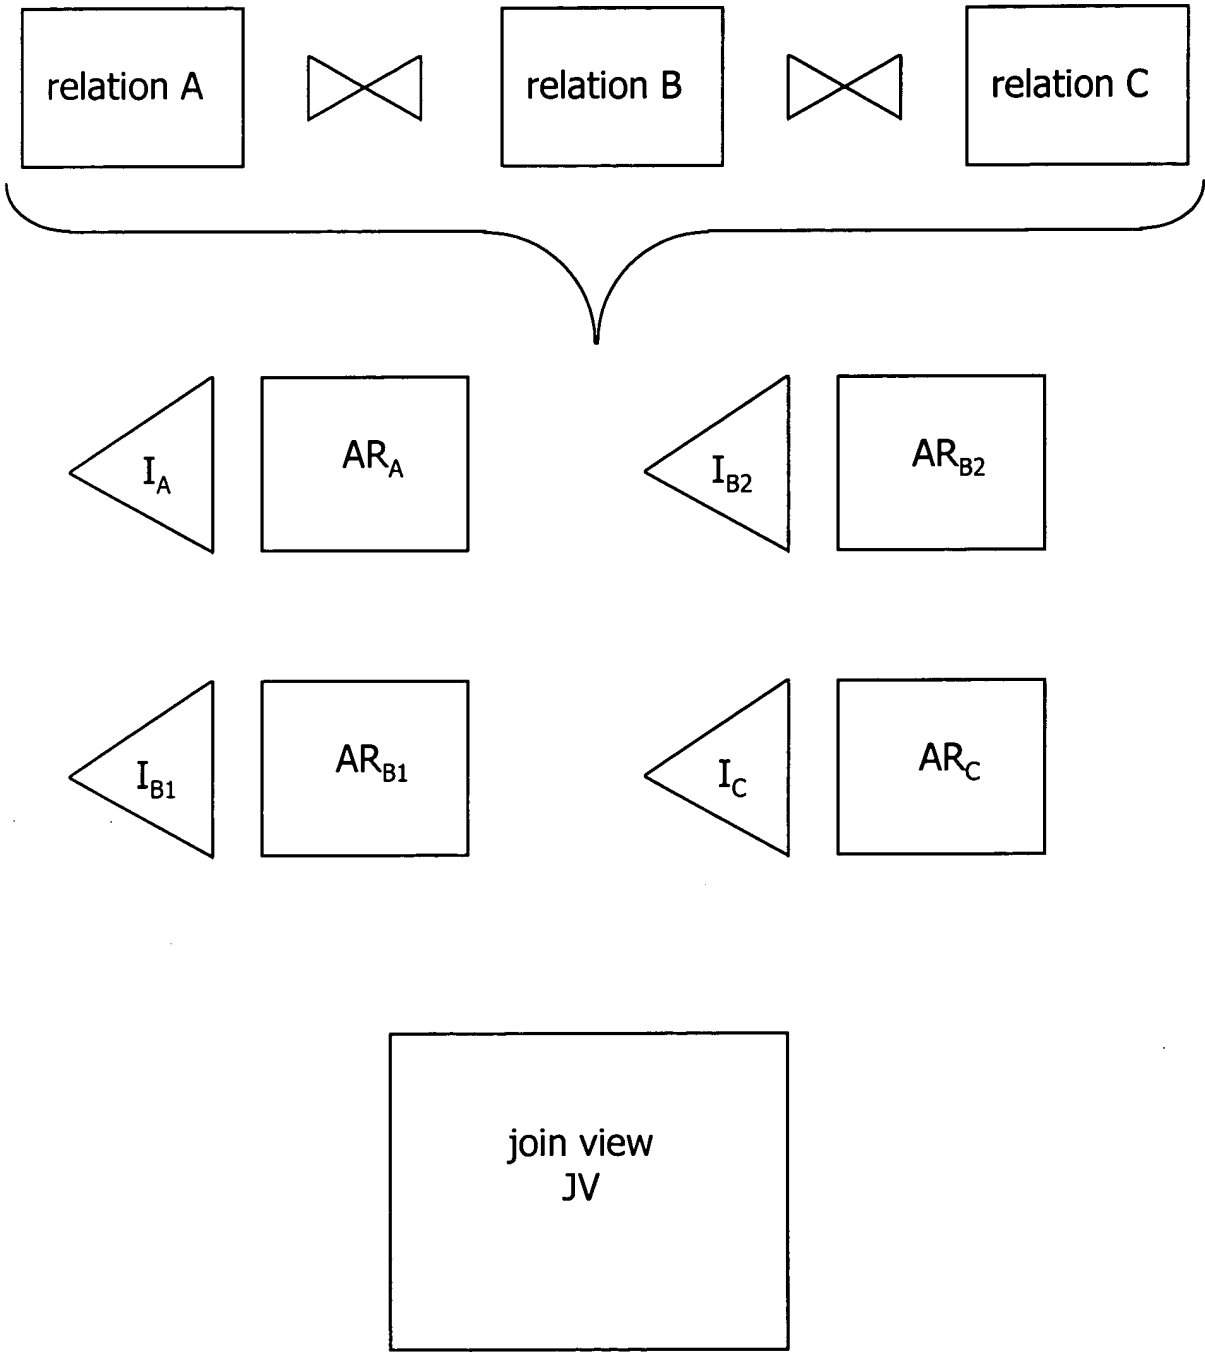 relation A
relation B
relation C
I_A
AR_A
I_B2
AR_B2
I_B1
AR_B1
I_C
AR_C
join view
JV